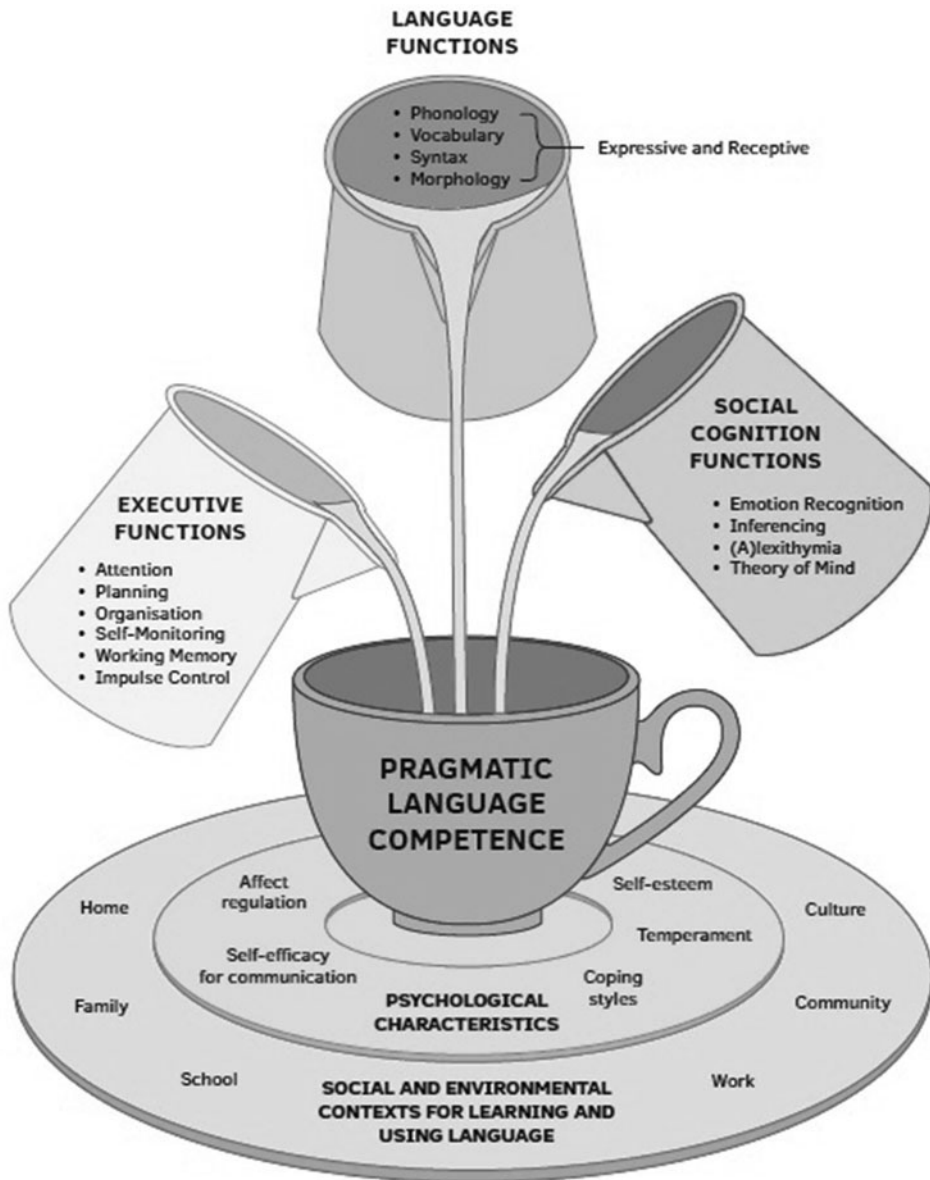 LANGUAGE
FUNCTIONS
• Phonology
• Vocabulary
• Syntax
• Morphology
Expressive and Receptive
EXECUTIVE
FUNCTIONS
• Attention
• Planning
• Organisation
• Self-Monitoring
• Working Memory
• Impulse Control
SOCIAL
COGNITION
FUNCTIONS
• Emotion Recognition
• Inferencing
• (A)lexithymia
• Theory of Mind
PRAGMATIC
LANGUAGE
COMPETENCE
Affect
regulation
Self-esteem
Self-efficacy
for communication
Temperament
Coping
styles
PSYCHOLOGICAL
CHARACTERISTICS
Home
Culture
Family
Community
School
Work
SOCIAL AND ENVIRONMENTAL
CONTEXTS FOR LEARNING AND
USING LANGUAGE